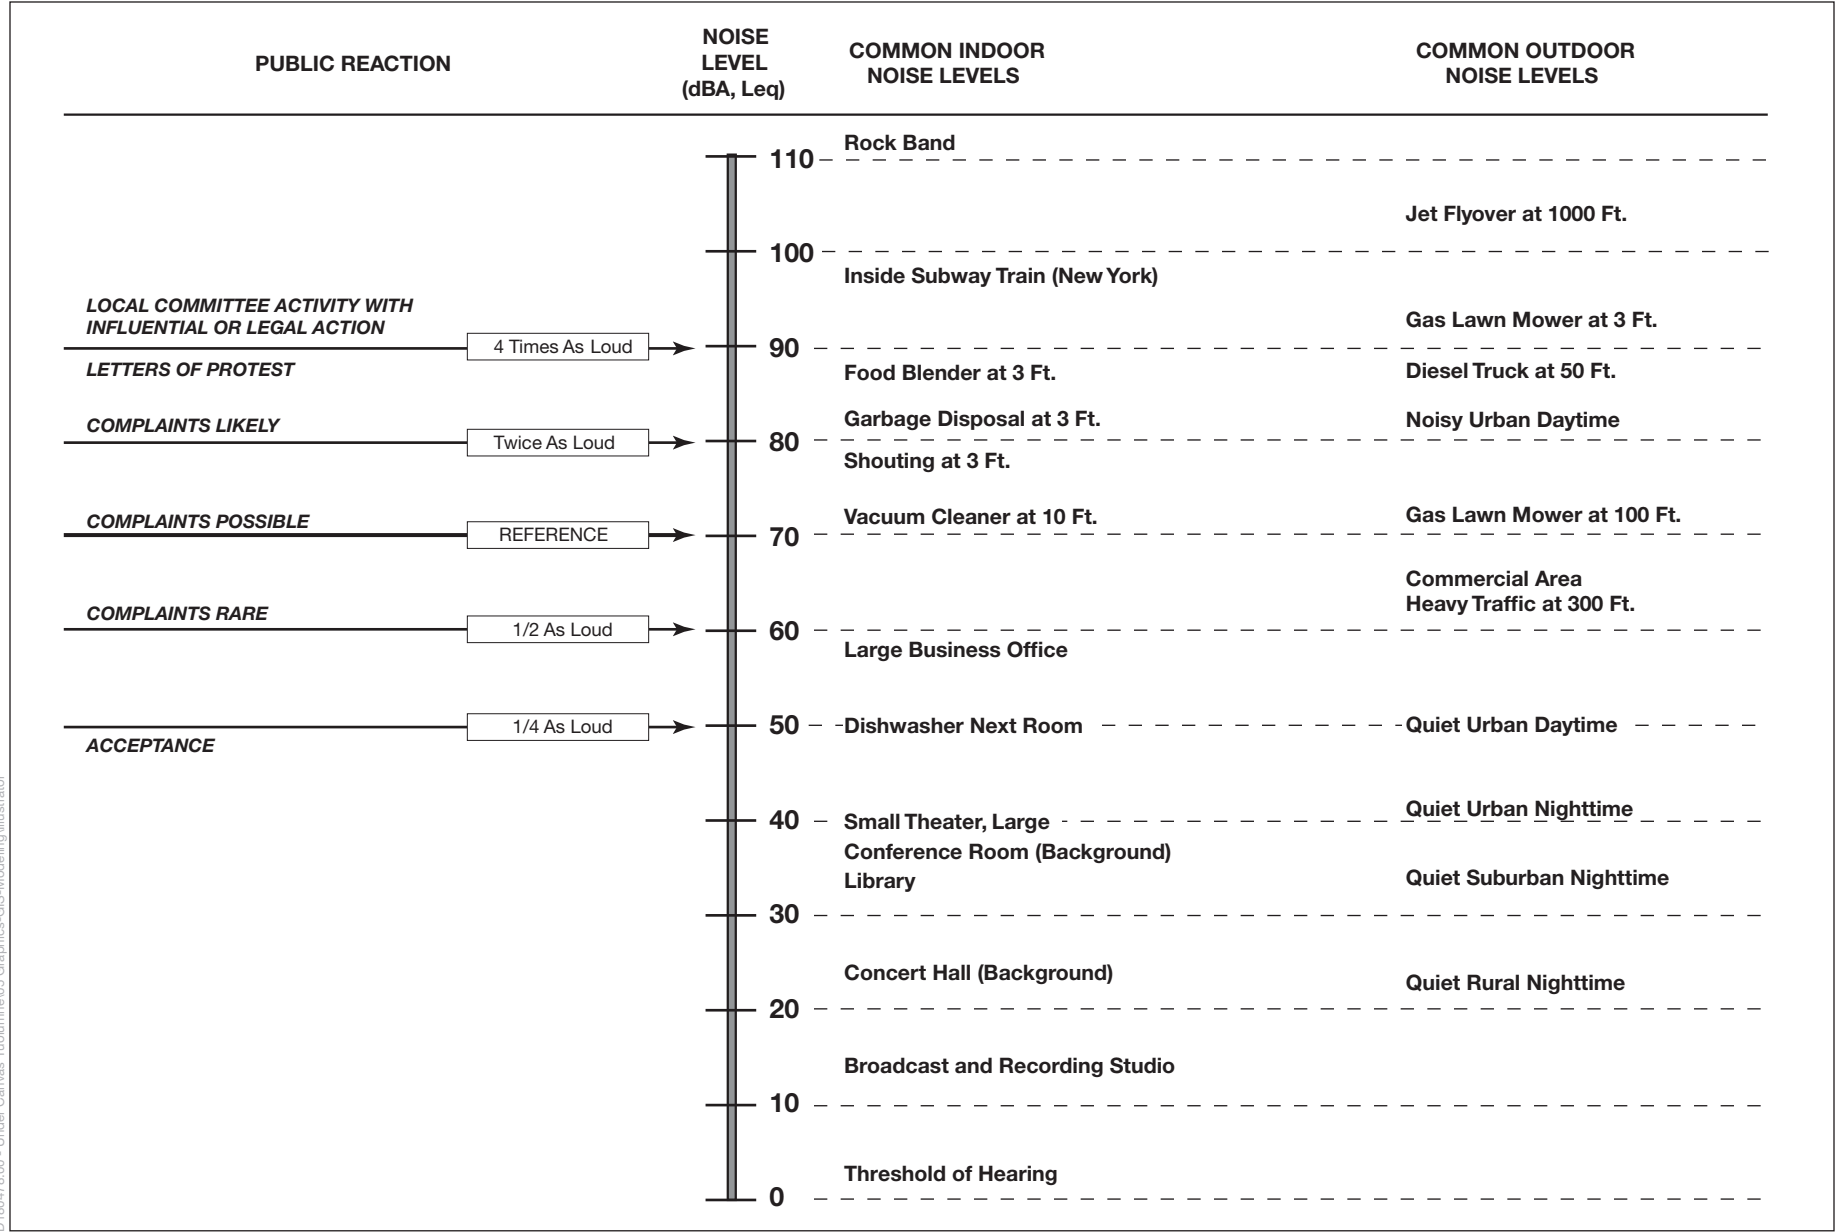 PUBLIC REACTION
NOISE
LEVEL
(dBA, Leq)
COMMON INDOOR
NOISE LEVELS
COMMON OUTDOOR
NOISE LEVELS
Rock Band
110
Jet Flyover at 1000 Ft.
100
Inside Subway Train (New York)
LOCAL COMMITTEE ACTIVITY WITH
INFLUENTIAL OR LEGAL ACTION
Gas Lawn Mower at 3 Ft.
4 Times As Loud
90
LETTERS OF PROTEST
Food Blender at 3 Ft.
Diesel Truck at 50 Ft.
COMPLAINTS LIKELY
Garbage Disposal at 3 Ft.
Noisy Urban Daytime
Twice As Loud
80
Shouting at 3 Ft.
COMPLAINTS POSSIBLE
Vacuum Cleaner at 10 Ft.
Gas Lawn Mower at 100 Ft.
REFERENCE
70
Commercial Area
Heavy Traffic at 300 Ft.
COMPLAINTS RARE
1/2 As Loud
60
Large Business Office
1/4 As Loud
50
Dishwasher Next Room
Quiet Urban Daytime
ACCEPTANCE
Quiet Urban Nighttime
40
Small Theater, Large
Conference Room (Background)
Library
Quiet Suburban Nighttime
30
Concert Hall (Background)
Quiet Rural Nighttime
20
Broadcast and Recording Studio
10
Threshold of Hearing
0